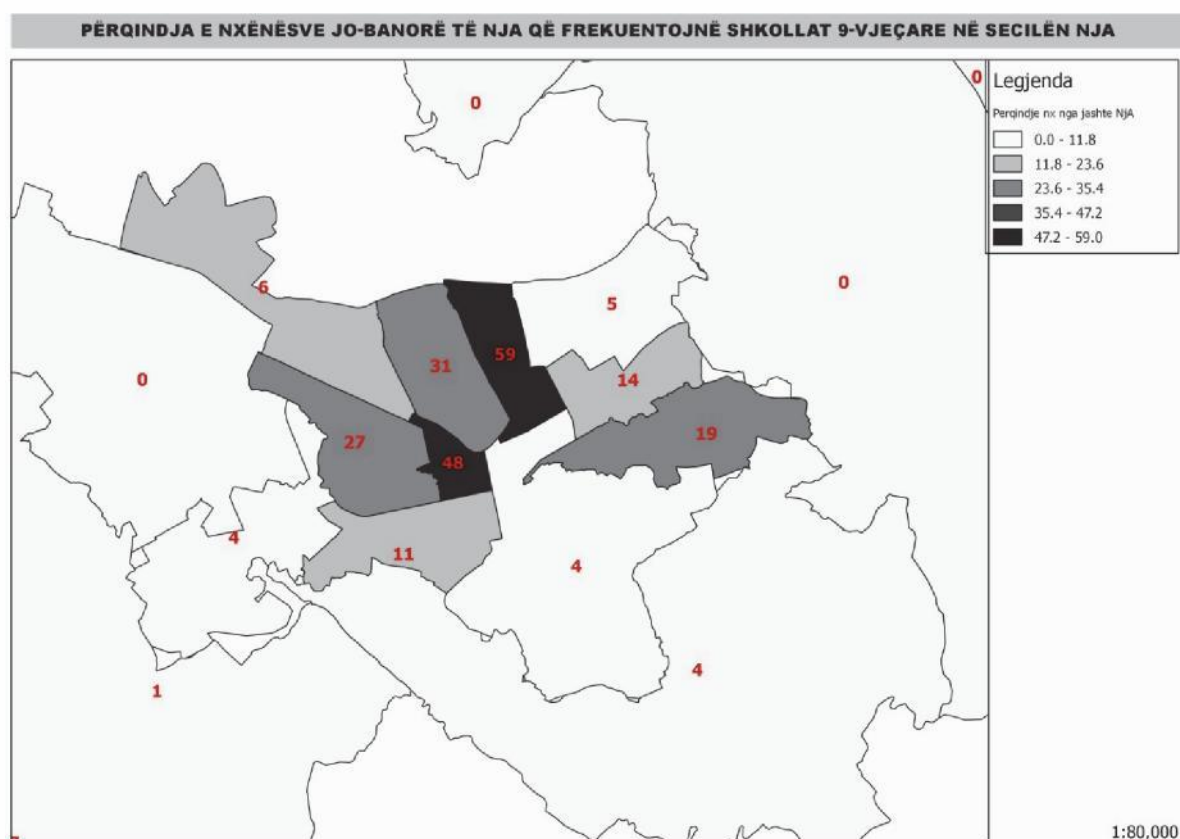 PËRQINDJA E NXËNËSVE JO-BANORË TË NJA QË FREKUENTOJNË SHKOLLAT 9-VJEÇARE NË SECILËN NJA
0
0
Legjenda
Perqindje nx nga jashte NjA
0.0 - 11.8
11.8 - 23.6
23.6 - 35.4
35.4 - 47.2
47.2 - 59.0
6
5
0
31
59
0
14
27
19
48
4
11
4
1
4
1:80,000